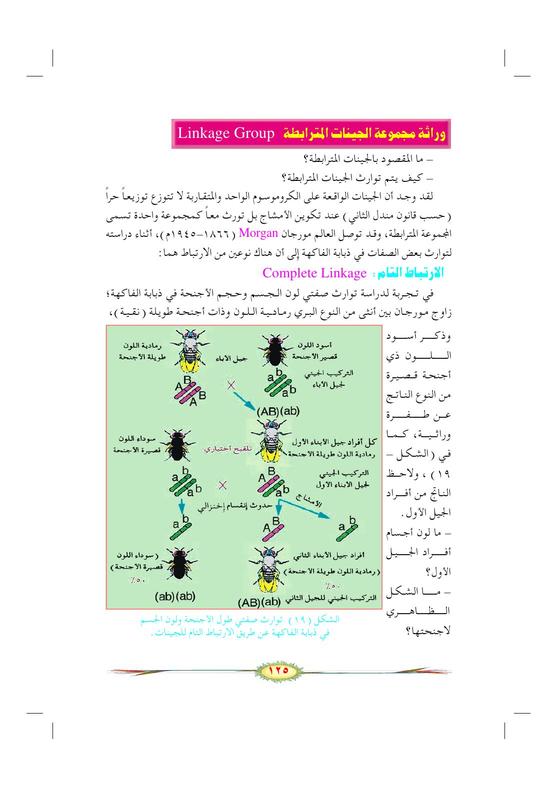 وراثة مجموعة الجينات المترابطة Linkage Group
– ما المقصود بالجينات المترابطة؟
– كيف يتم توارث الجينات المترابطة؟
لقد وجد أن الجينات الواقعة على الكروموسوم الواحد والمتقاربة لا تتوزع توزيعاً حراً
(حسب قانون مندل الثاني) عند تكوين الأمشاج بل تورث معاً كمجموعة واحدة تسمى
المجموعة المترابطة، وقد توصل العالم مورجان Morgan (١٨٦٦–١٩٤٥م)، أثناء دراسته
لتوارث بعض الصفات في ذبابة الفاكهة إلى أن هناك نوعين من الارتباط هما:
الارتباط التام: Complete Linkage
في تجربة لدراسة توارث صفتي لون الجسم وحجم الأجنحة في ذبابة الفاكهة؛
زاوج مورجان بين أنثى من النوع البري رمادية اللون وذات أجنحة طويلة (نقية)،
وذكر أسود
اللون ذي
أجنحة قصيرة
من النوع الناتج
عن طفرة
وراثية، كما
في (الشكل –
١٩)، ولاحظ
الناتج من أفراد
الجيل الأول.
– ما لون أجسام
أفراد الجيل
الأول؟
– ما الشكل
الظاهري
لأجنحتها؟
رمادية اللون
طويلة الأجنحة
جيل الآباء
أسود اللون
قصير الأجنحة
A B
A B
X
a b
a b
التركيب الجيني
لجيل الآباء
(AB)(ab)
سوداء اللون
قصيرة الأجنحة
تلقيح اختباري
كل أفراد جيل الأبناء الأول
رمادية اللون طويلة الأجنحة
a b
a b
X
A B
a b
التركيب الجيني
لجيل الأبناء الأول
حدوث إنقسام إختزالي
الأمشاج
a b
A B
a b
(سوداء اللون
قصيرة الأجنحة)
٥٠٪
أفراد جيل الأبناء الثاني
(رمادية اللون طويلة الأجنحة)
٥٠٪
(ab)(ab)
(AB)(ab) التركيب الجيني للجيل الثاني
الشكل (١٩) توارث صفتي طول الأجنحة ولون الجسم
في ذبابة الفاكهة عن طريق الارتباط التام للجينات.
١٢٥